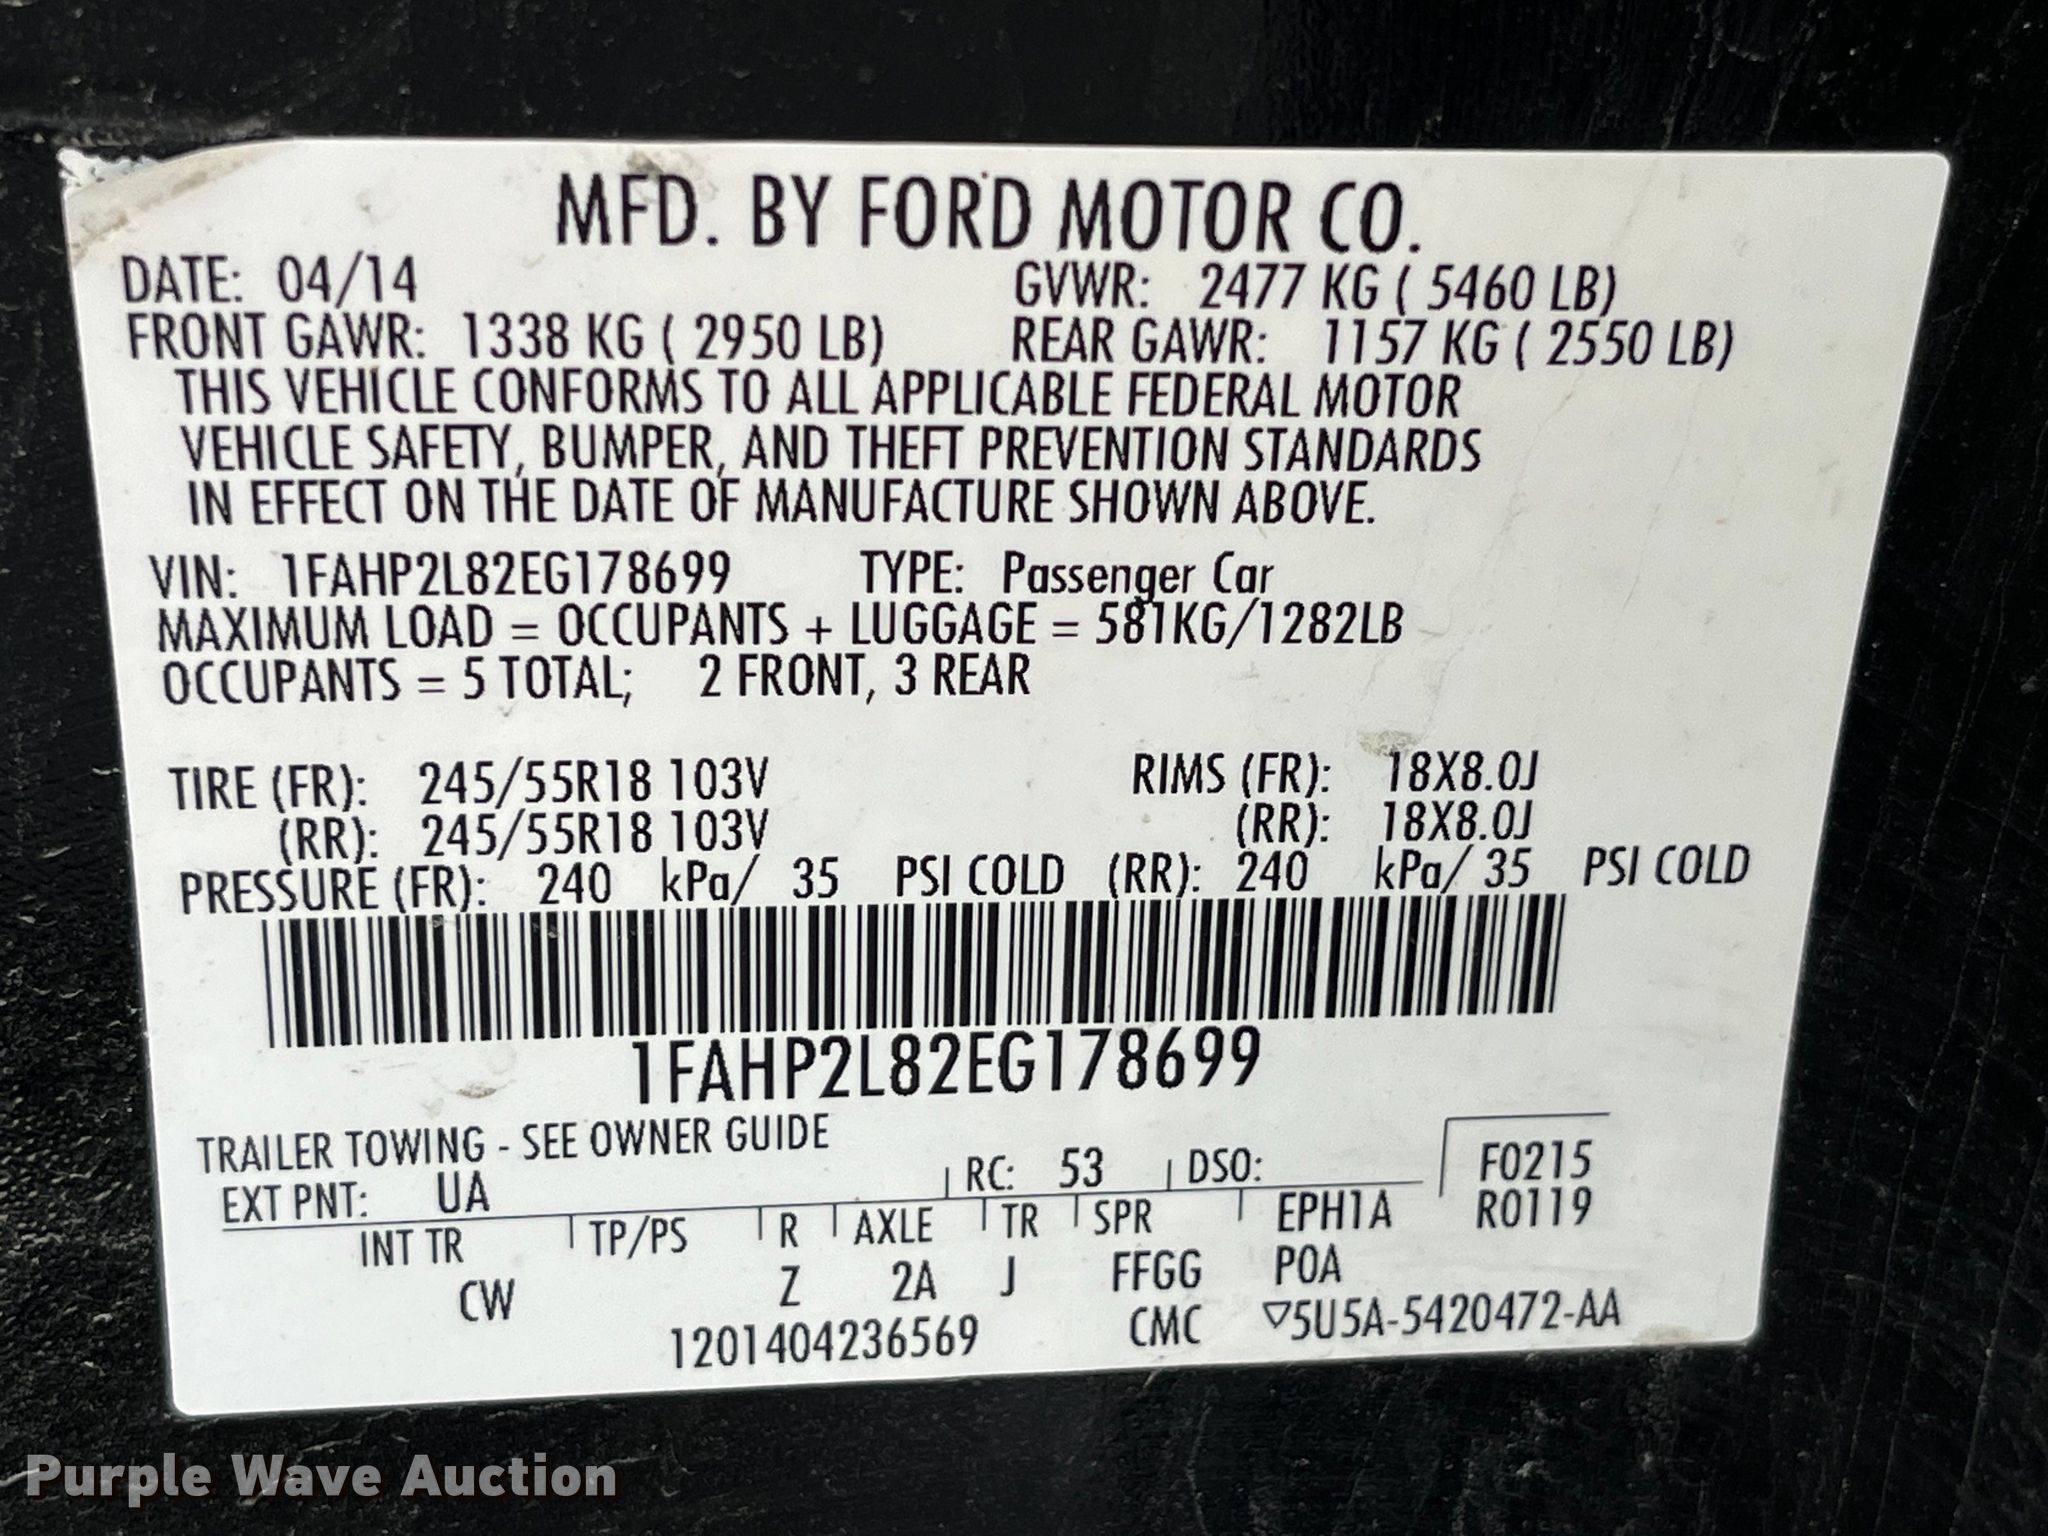 MFD. BY FORD MOTOR CO.
DATE: 04/14 GVWR: 2477 KG ( 5460 LB)
FRONT GAWR: 1338 KG ( 2950 LB) REAR GAWR: 1157 KG ( 2550 LB)
THIS VEHICLE CONFORMS TO ALL APPLICABLE FEDERAL MOTOR
VEHICLE SAFETY, BUMPER, AND THEFT PREVENTION STANDARDS
IN EFFECT ON THE DATE OF MANUFACTURE SHOWN ABOVE.
VIN: 1FAHP2L82EG178699 TYPE: Passenger Car
MAXIMUM LOAD = OCCUPANTS + LUGGAGE = 581KG/1282LB
OCCUPANTS = 5 TOTAL; 2 FRONT, 3 REAR
TIRE (FR): 245/55R18 103V RIMS (FR): 18X8.0J
(RR): 245/55R18 103V (RR): 18X8.0J
PRESSURE (FR): 240 kPa/ 35 PSI COLD (RR): 240 kPa/ 35 PSI COLD
1FAHP2L82EG178699
TRAILER TOWING - SEE OWNER GUIDE
EXT PNT: UA RC: 53 DSO: F0215
INT TR TP/PS R AXLE TR SPR EPH1A R0119
CW Z 2A J FFGG POA
1201404236569 CMC ▽5U5A-5420472-AA
Purple Wave Auction